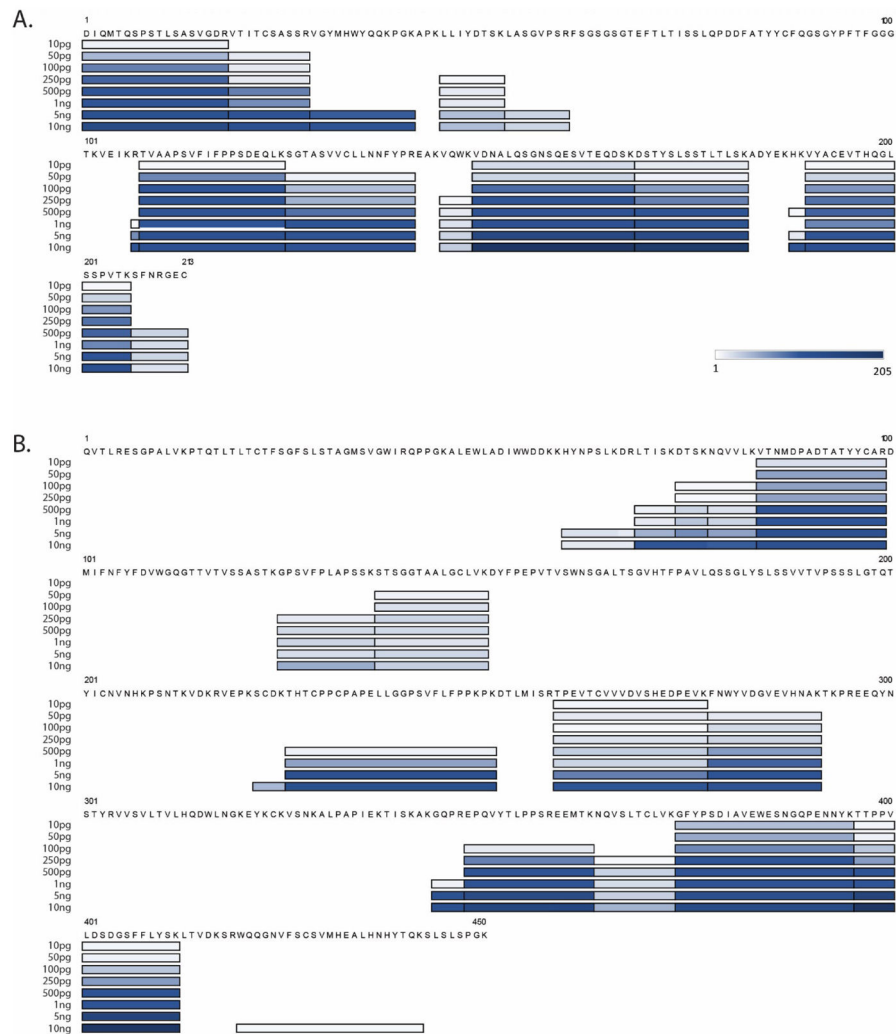 A.
1 100
DIQMTQSPSTLSASVGDRVTITCSASSRVGYMHWYQQKPGKAPKLLIYDTSKLASGVPSRFSGSGSGTEFTLTISSLQPDDFATYYCFQGSGYPFTFGGG
10pg
50pg
100pg
250pg
500pg
1ng
5ng
10ng
101 200
TKVEIKRTVAAPSVFIFPPSDEQLKSGTASVVCLLNNFYPREAKVQWKVDNALQSGNSQESVTEQDSKDSTYSLSSTLTLSKADYEKHKVYACEVTHQGL
10pg
50pg
100pg
250pg
500pg
1ng
5ng
10ng
201 213
SSPVTKSFNRGEC
10pg
50pg
100pg
250pg
500pg
1ng
5ng
10ng
1 205
B.
1 100
QVTLRESGPALVKPTQTLTLTCTFSGFSLSTAGMSVGWIRQPPGKALEWLADIWWDDKKHYNPSLKDRLTISKDTSKNQVVLKVTNMDPADTATYYCARD
10pg
50pg
100pg
250pg
500pg
1ng
5ng
10ng
101 200
MIFNFYFDVWGQGTTVTVSSASTKGPSVFPLAPSSKSTSGGTAALGCLVKDYFPEPVTVSWNSGALTSGVHTFPAVLQSSGLYSLSSVVTVPSSSLGTQT
10pg
50pg
100pg
250pg
500pg
1ng
5ng
10ng
201 300
YICNVNHKPSNTKVDKRVEPKSCDKTHTCPPCPAPELLGGPSVFLFPPKPKDTLMISRTPEVTCVVVDVSHEDPEVKFNWYVDGVEVHNAKTKPREEQYN
10pg
50pg
100pg
250pg
500pg
1ng
5ng
10ng
301 400
STYRVVSVLTVLHQDWLNGKEYKCKVSNKALPAPIEKTISKAKGQPREPQVYTLPPSREEMTKNQVSLTCLVKGFYPSDIAVEWESNGQPENNYKTTPPV
10pg
50pg
100pg
250pg
500pg
1ng
5ng
10ng
401 450
LDSDGSFFLYSKLTVDKSRWQQGNVFSCSVMHEALHNHYTQKSLSLSPGK
10pg
50pg
100pg
250pg
500pg
1ng
5ng
10ng